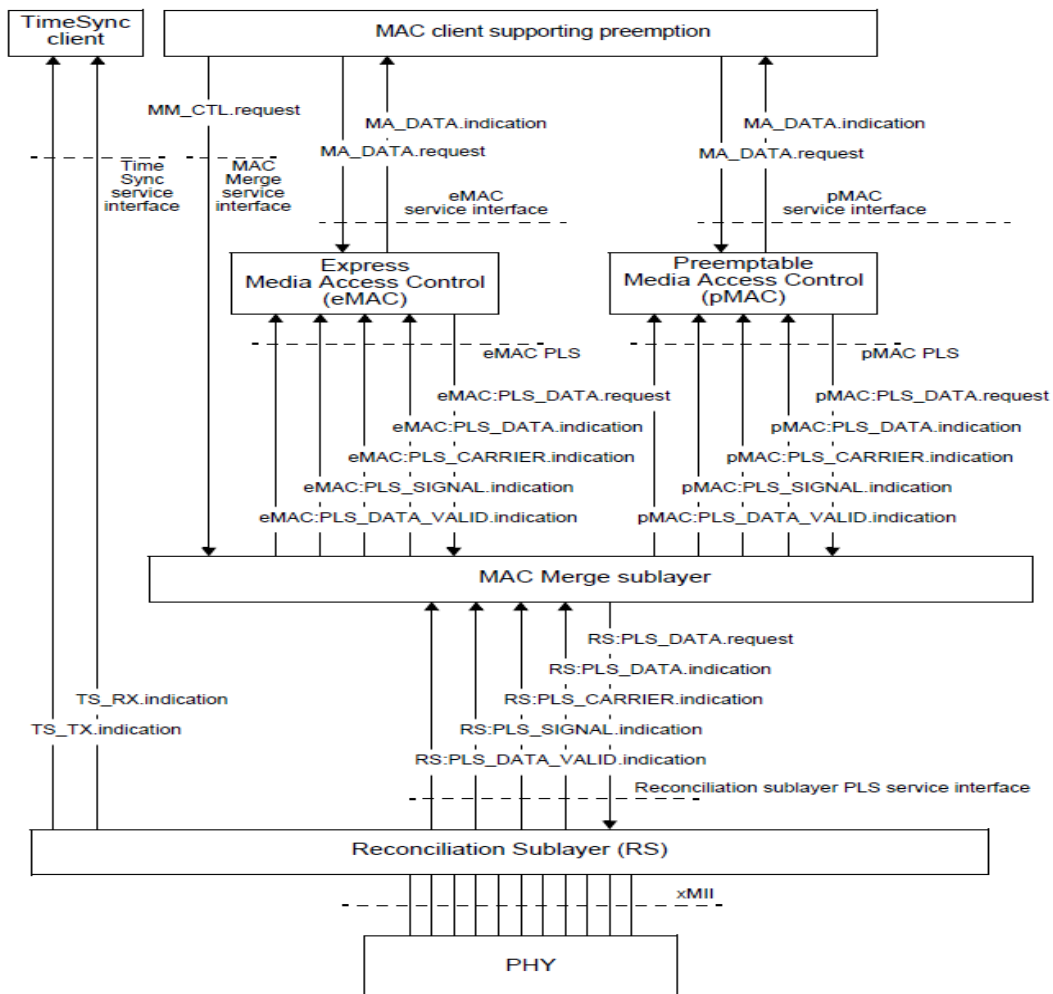 TimeSync
client
MAC client supporting preemption
MM_CTL.request
MA_DATA.indication
MA_DATA.request
MA_DATA.indication
MA_DATA.request
Time
Sync
service
interface
MAC
Merge
service
interface
eMAC
service interface
pMAC
service interface
Express
Media Access Control
(eMAC)
Preemptable
Media Access Control
(pMAC)
eMAC PLS
pMAC PLS
eMAC:PLS_DATA.request
pMAC:PLS_DATA.request
eMAC:PLS_DATA.indication
pMAC:PLS_DATA.indication
eMAC:PLS_CARRIER.indication
pMAC:PLS_CARRIER.indication
eMAC:PLS_SIGNAL.indication
pMAC:PLS_SIGNAL.indication
eMAC:PLS_DATA_VALID.indication
pMAC:PLS_DATA_VALID.indication
MAC Merge sublayer
RS:PLS_DATA.request
RS:PLS_DATA.indication
TS_RX.indication
RS:PLS_CARRIER.indication
TS_TX.indication
RS:PLS_SIGNAL.indication
RS:PLS_DATA_VALID.indication
Reconciliation sublayer PLS service interface
Reconciliation Sublayer (RS)
xMII
PHY